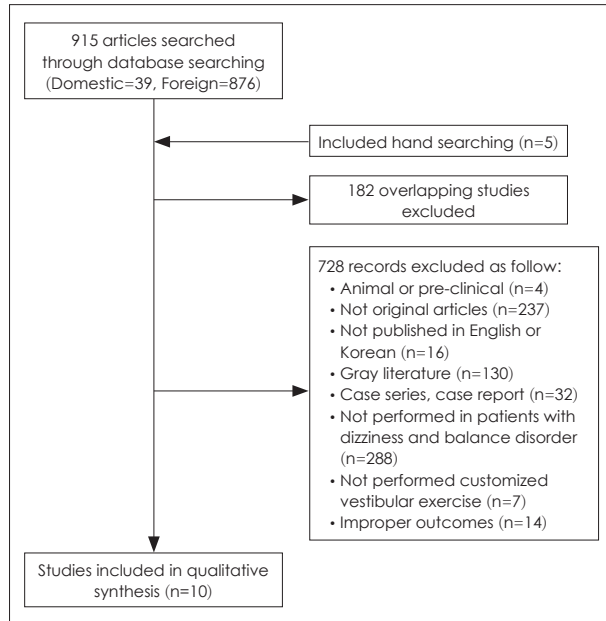 915 articles searched
through database searching
(Domestic=39, Foreign=876)
Included hand searching (n=5)
182 overlapping studies
excluded
728 records excluded as follow:
• Animal or pre-clinical (n=4)
• Not original articles (n=237)
• Not published in English or
Korean (n=16)
• Gray literature (n=130)
• Case series, case report (n=32)
• Not performed in patients with
dizziness and balance disorder
(n=288)
• Not performed customized
vestibular exercise (n=7)
• Improper outcomes (n=14)
Studies included in qualitative
synthesis (n=10)